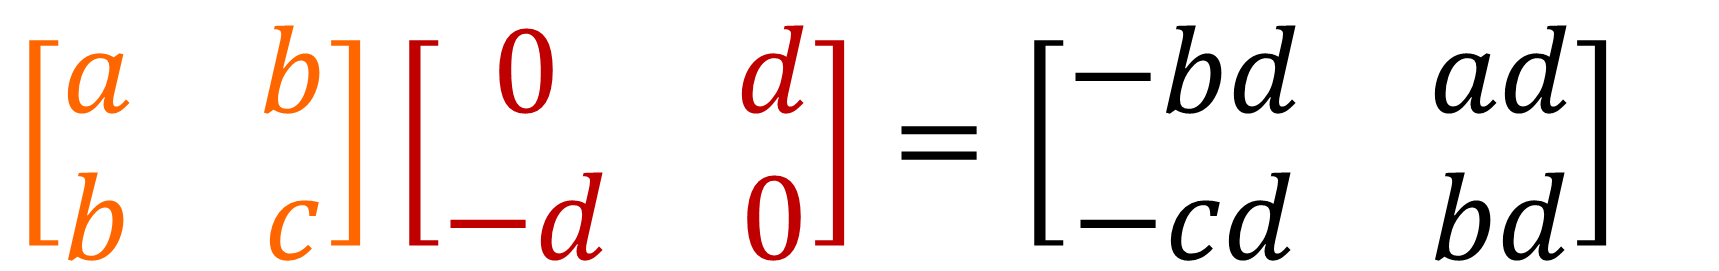 [a b] [0 d] = [−bd ad]
[b c] [−d 0] [−cd bd]